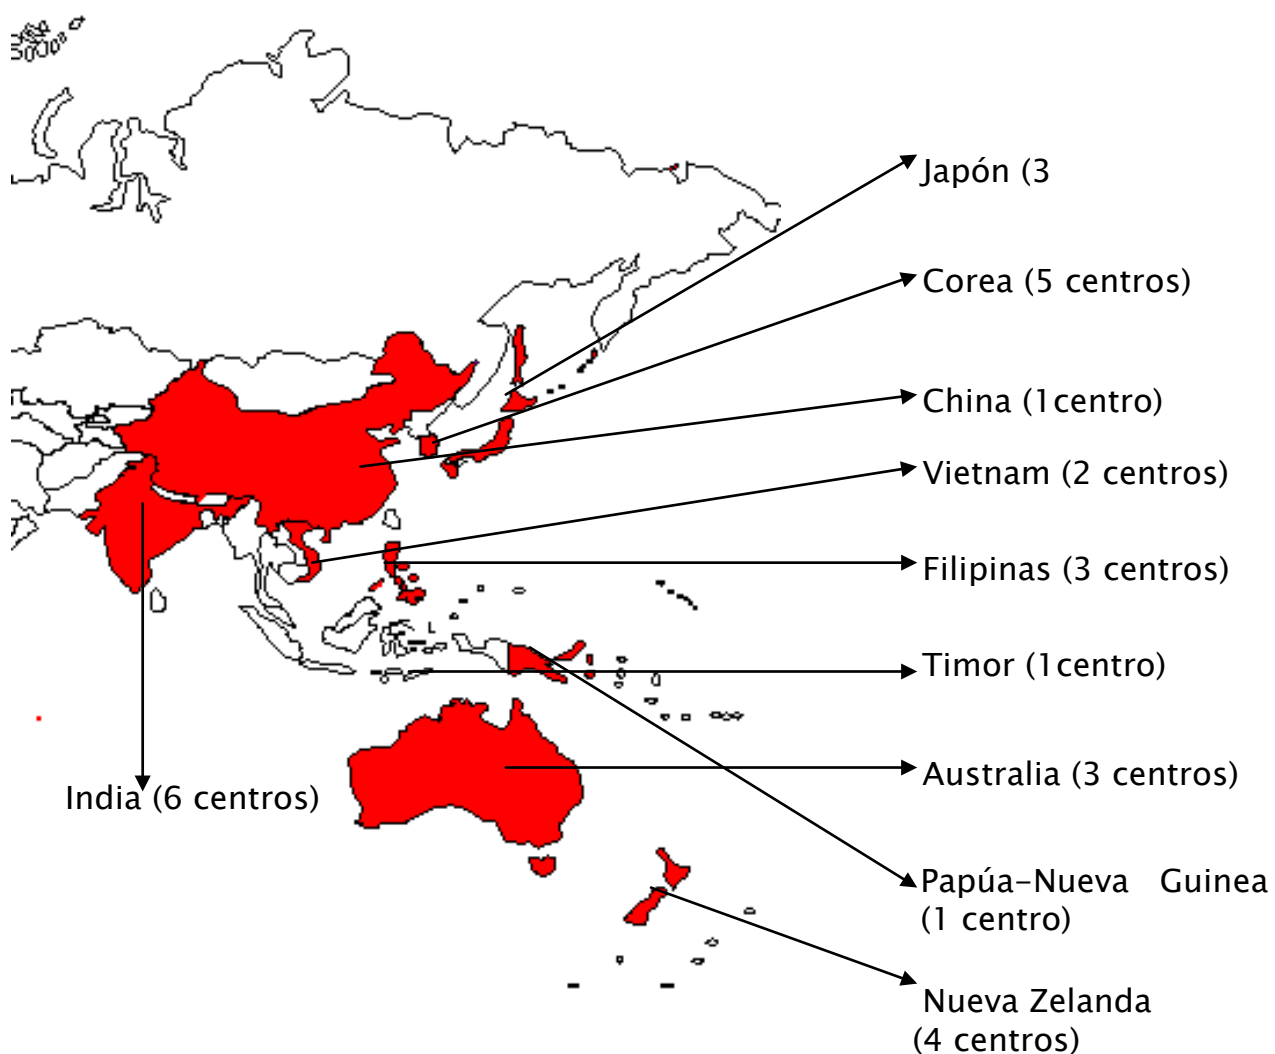 Japón (3
Corea (5 centros)
China (1centro)
Vietnam (2 centros)
Filipinas (3 centros)
Timor (1centro)
Australia (3 centros)
India (6 centros)
Papúa-Nueva Guinea
(1 centro)
Nueva Zelanda
(4 centros)